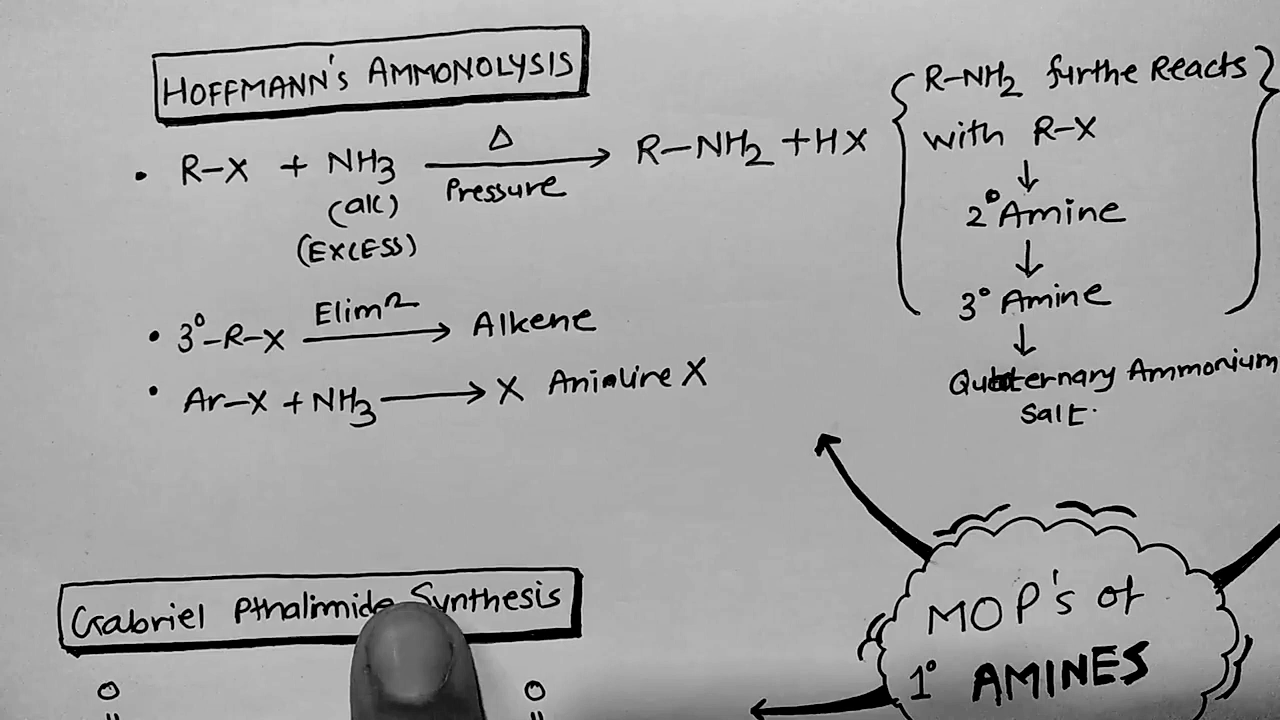 HOFFMANN's AMMONOLYSIS
• R-X + NH3 Δ Pressure → R-NH2 + HX
(alc)
(EXCESS)
• 3°-R-X Elimn → Alkene
• Ar-X + NH3 → X Aniline X
{ R-NH2 furthe Reacts }
with R-X
↓
2° Amine
↓
3° Amine
↓
Quaternary Ammonium
Salt.
Gabriel Pthalimide Synthesis
O O
MOP's of
1° AMINES